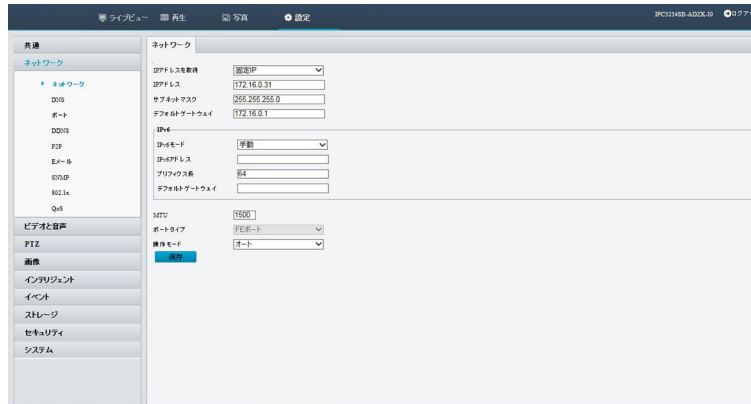 ライブビュー 再生 写真 設定 IPC3234SB-ADZK-I0 ログア
共通
ネットワーク
ネットワーク
DNS
ポート
DDNS
P2P
Eメール
SNMP
802.1x
QoS
ビデオと音声
PTZ
画像
インテリジェント
イベント
ストレージ
セキュリティ
システム
ネットワーク
IPアドレスを取得 固定IP
IPアドレス 172.16.0.31
サブネットマスク 255.255.255.0
デフォルトゲートウェイ 172.16.0.1
IPv6
IPv6モード 手動
IPv6アドレス
プリフィクス長 64
デフォルトゲートウェイ
MTU 1500
ポートタイプ FEポート
操作モード オート
保存